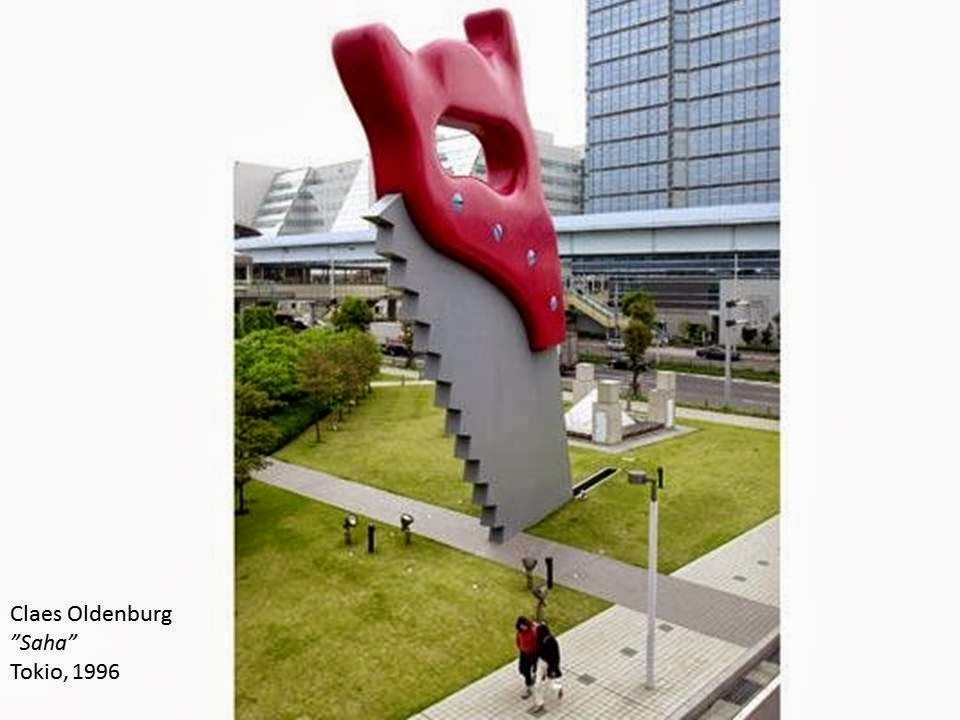 Claes Oldenburg
”Saha”
Tokio, 1996